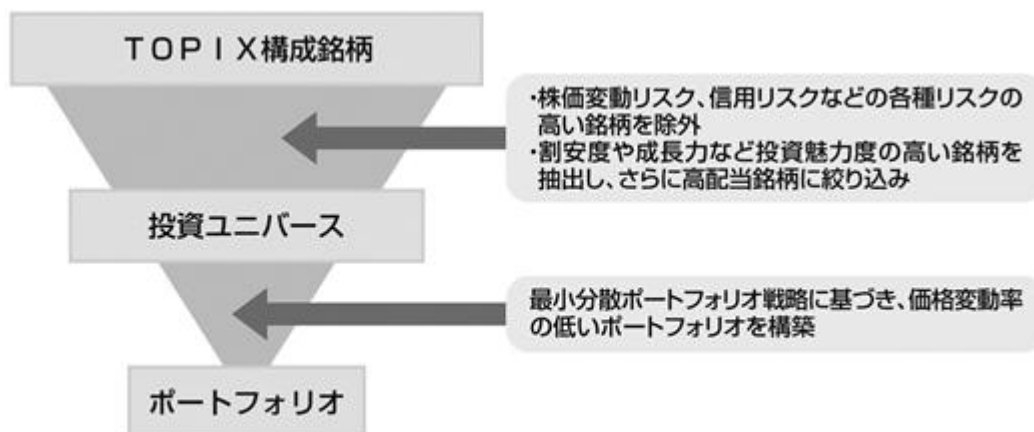 TOPIX構成銘柄
・株価変動リスク、信用リスクなどの各種リスクの
高い銘柄を除外
・割安度や成長力など投資魅力度の高い銘柄を
抽出し、さらに高配当銘柄に絞り込み
投資ユニバース
最小分散ポートフォリオ戦略に基づき、価格変動率
の低いポートフォリオを構築
ポートフォリオ